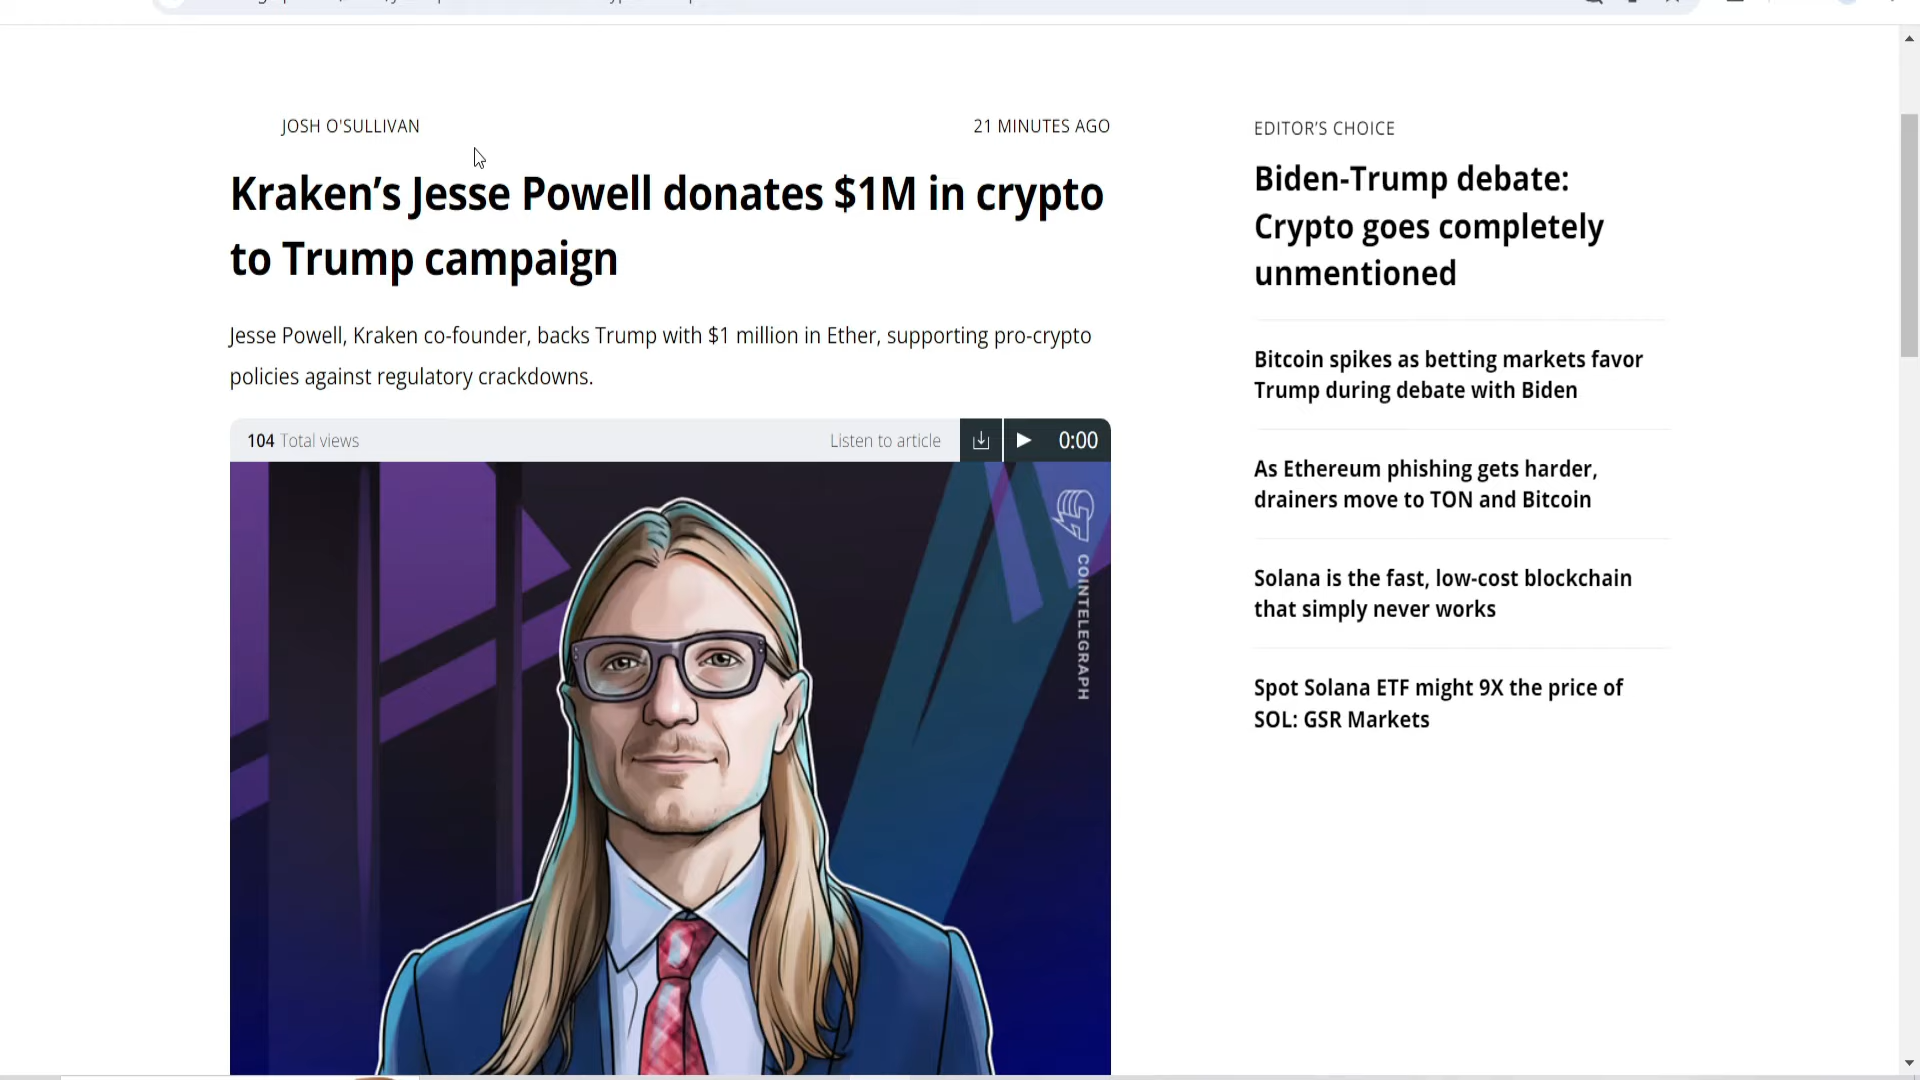 JOSH O'SULLIVAN
21 MINUTES AGO
Kraken’s Jesse Powell donates $1M in crypto
to Trump campaign
Jesse Powell, Kraken co-founder, backs Trump with $1 million in Ether, supporting pro-crypto
policies against regulatory crackdowns.
104 Total views
Listen to article
0:00
COINTELEGRAPH
EDITOR’S CHOICE
Biden-Trump debate:
Crypto goes completely
unmentioned
Bitcoin spikes as betting markets favor
Trump during debate with Biden
As Ethereum phishing gets harder,
drainers move to TON and Bitcoin
Solana is the fast, low-cost blockchain
that simply never works
Spot Solana ETF might 9X the price of
SOL: GSR Markets